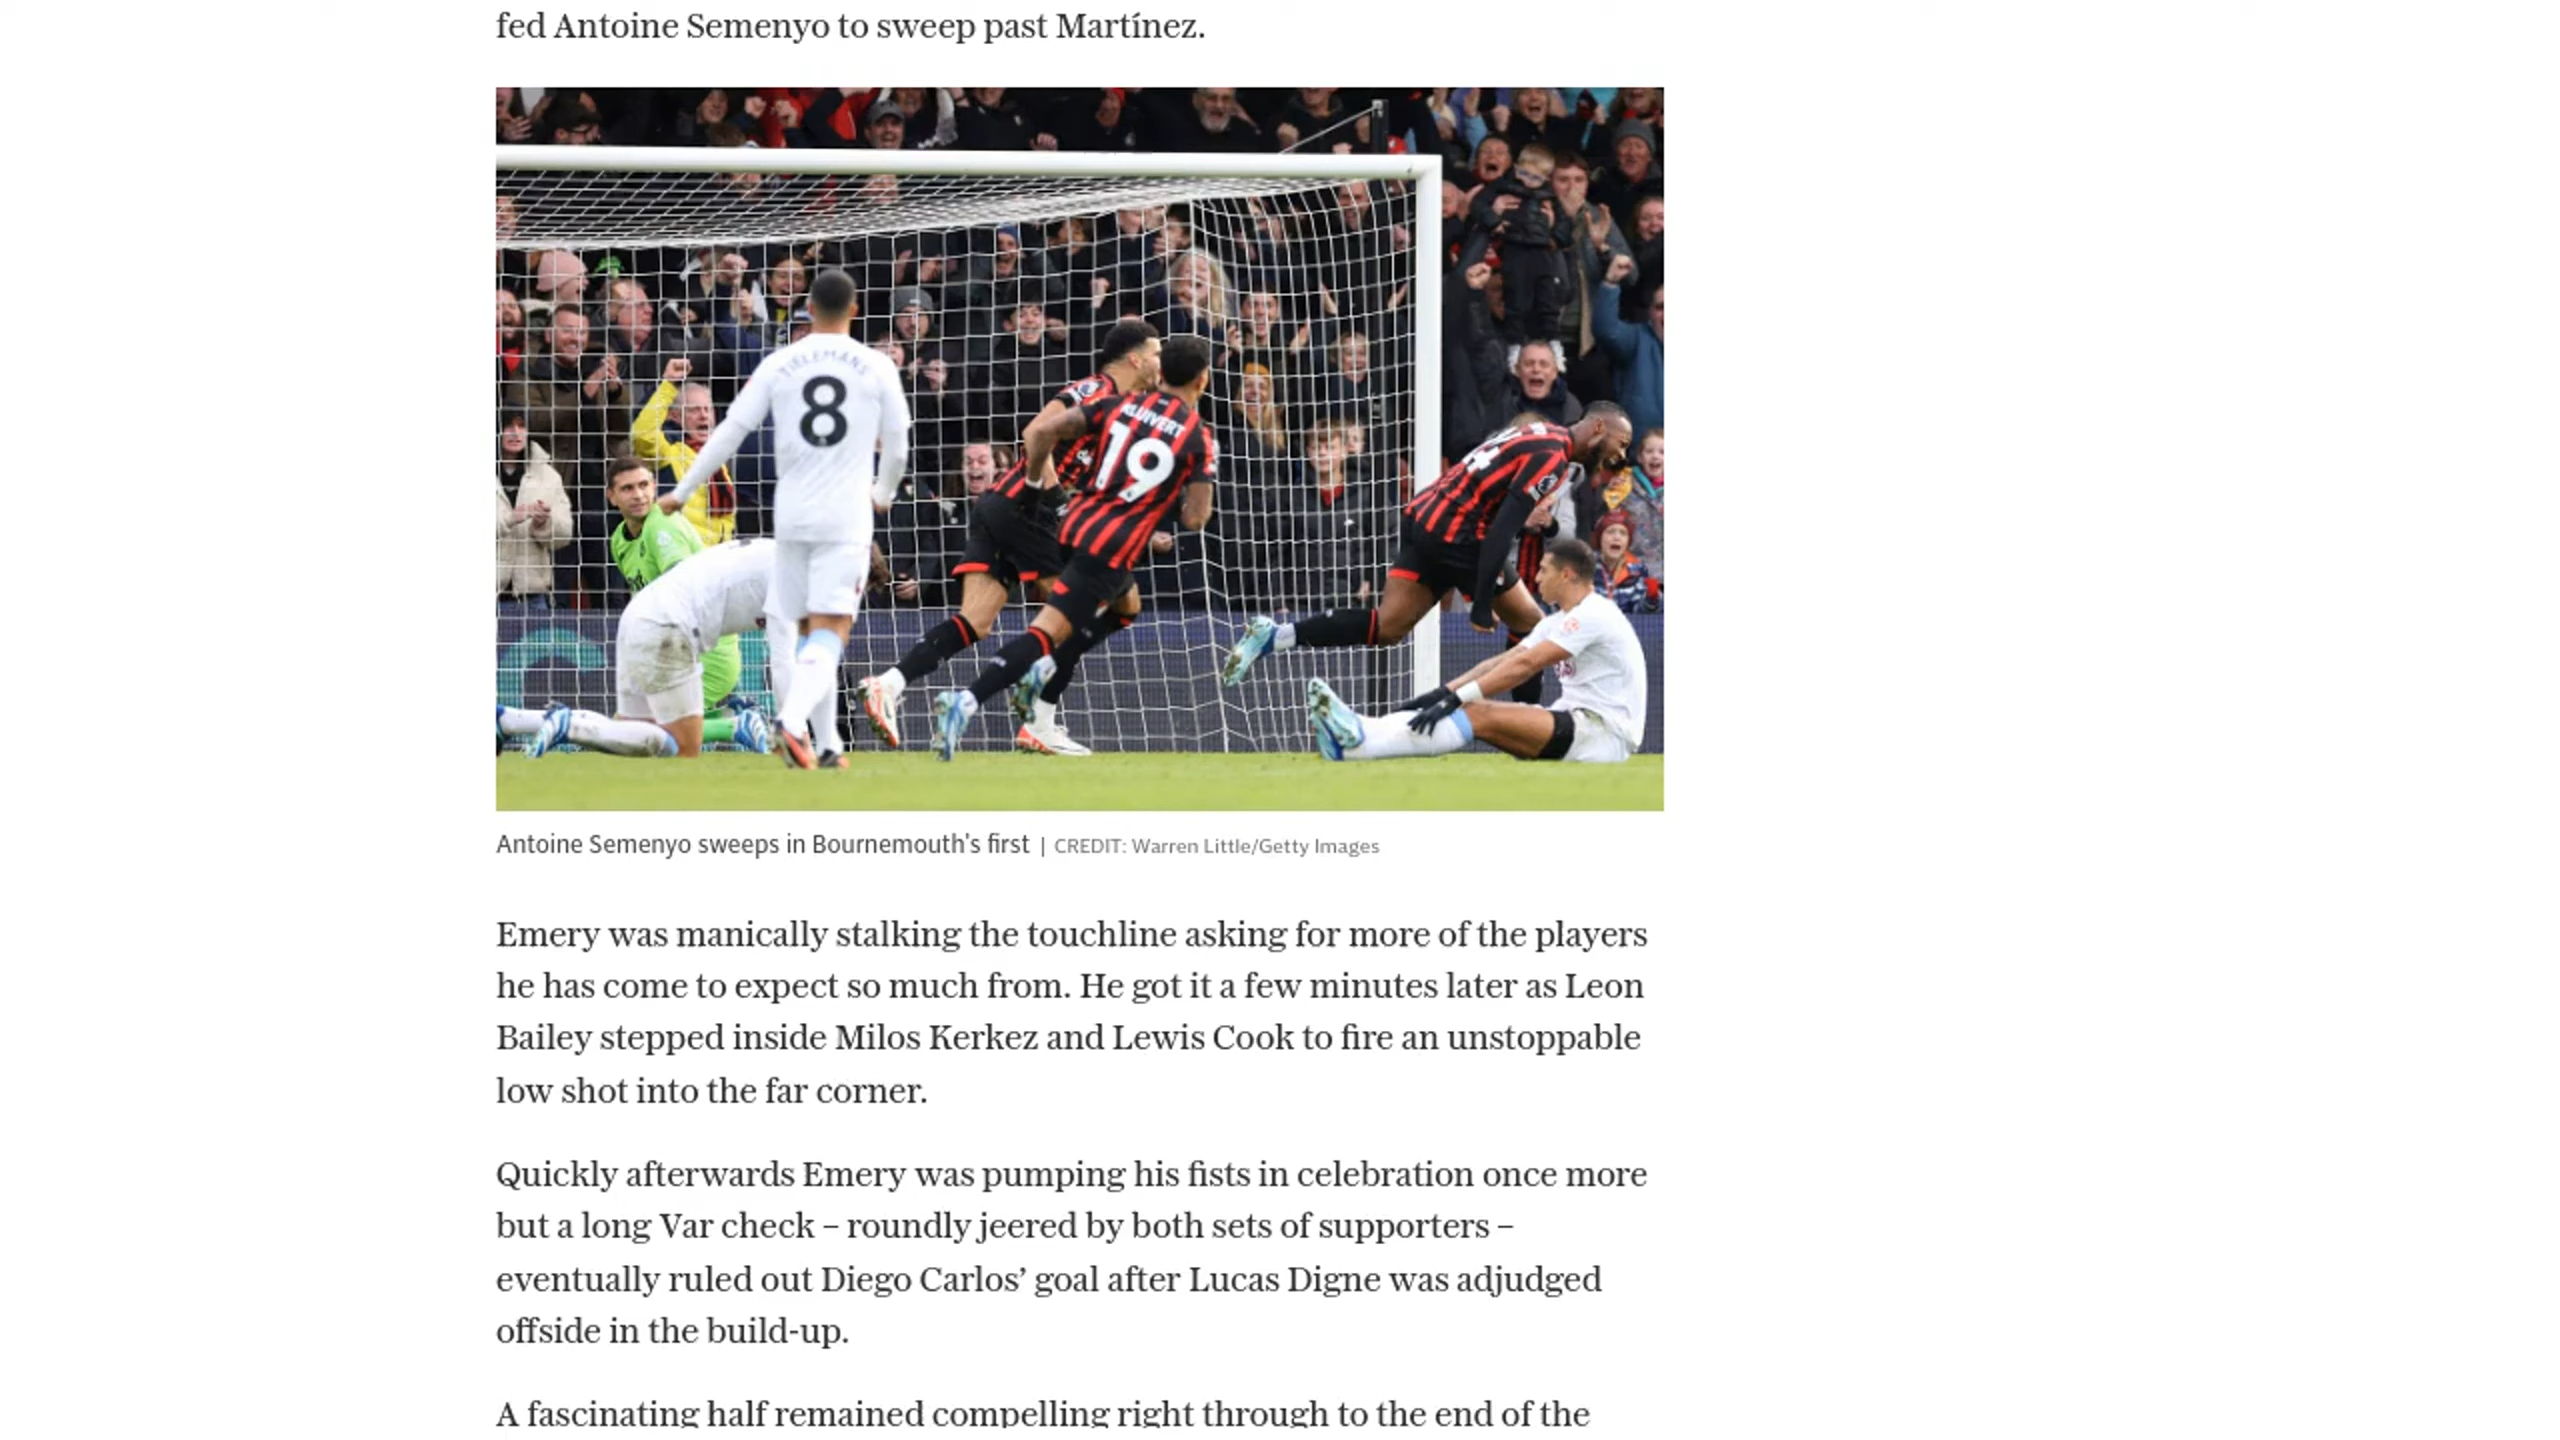 fed Antoine Semenyo to sweep past Martínez.
TIELEMANS
8
KLUIVERT
19
Antoine Semenyo sweeps in Bournemouth's first | CREDIT: Warren Little/Getty Images
Emery was manically stalking the touchline asking for more of the players
he has come to expect so much from. He got it a few minutes later as Leon
Bailey stepped inside Milos Kerkez and Lewis Cook to fire an unstoppable
low shot into the far corner.
Quickly afterwards Emery was pumping his fists in celebration once more
but a long Var check – roundly jeered by both sets of supporters –
eventually ruled out Diego Carlos’ goal after Lucas Digne was adjudged
offside in the build-up.
A fascinating half remained compelling right through to the end of the